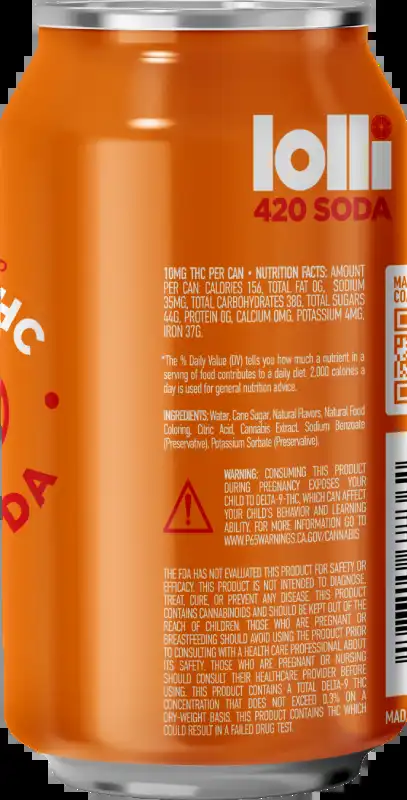 lolli
420 SODA
10MG THC PER CAN • NUTRITION FACTS: AMOUNT
PER CAN: CALORIES 156, TOTAL FAT 0G, SODIUM
35MG, TOTAL CARBOHYDRATES 38G, TOTAL SUGARS
44G, PROTEIN 0G, CALCIUM 0MG, POTASSIUM 4MG,
IRON 37G.
*The % Daily Value (DV) tells you how much a nutrient in a
serving of food contributes to a daily diet. 2,000 calories a
day is used for general nutrition advice.
INGREDIENTS: Water, Cane Sugar, Natural Flavors, Natural Food
Coloring, Citric Acid, Cannabis Extract, Sodium Benzoate
(Preservative), Potassium Sorbate (Preservative).
WARNING: CONSUMING THIS PRODUCT
DURING PREGNANCY EXPOSES YOUR
CHILD TO DELTA-9-THC, WHICH CAN AFFECT
YOUR CHILD'S BEHAVIOR AND LEARNING
ABILITY. FOR MORE INFORMATION GO TO
WWW.P65WARNINGS.CA.GOV/CANNABIS
THE FDA HAS NOT EVALUATED THIS PRODUCT FOR SAFETY OR
EFFICACY. THIS PRODUCT IS NOT INTENDED TO DIAGNOSE,
TREAT, CURE, OR PREVENT ANY DISEASE. THIS PRODUCT
CONTAINS CANNABINOIDS AND SHOULD BE KEPT OUT OF THE
REACH OF CHILDREN. THOSE WHO ARE PREGNANT OR
BREASTFEEDING SHOULD AVOID USING THE PRODUCT PRIOR
TO CONSULTING WITH A HEALTH CARE PROFESSIONAL ABOUT
ITS SAFETY. THOSE WHO ARE PREGNANT OR NURSING
SHOULD CONSULT THEIR HEALTHCARE PROVIDER BEFORE
USING. THIS PRODUCT CONTAINS A TOTAL DELTA-9 THC
CONCENTRATION THAT DOES NOT EXCEED 0.3% ON A
DRY-WEIGHT BASIS. THIS PRODUCT CONTAINS THC WHICH
COULD RESULT IN A FAILED DRUG TEST.
HC
DA
MA
CO
MAD